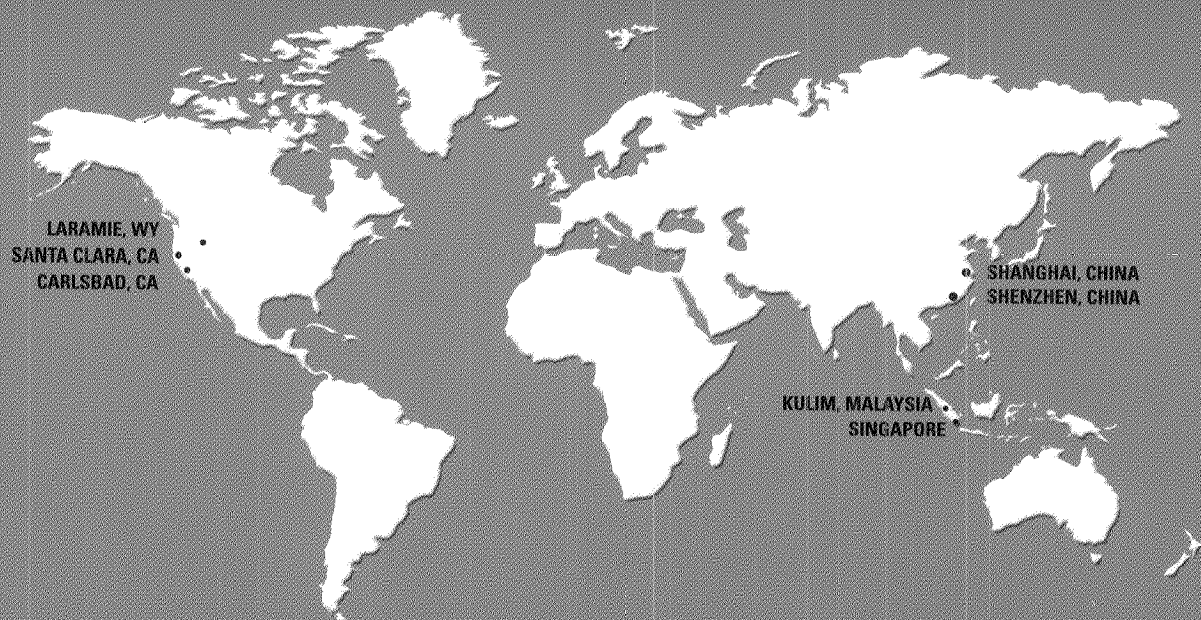 LARAMIE, WY
SANTA CLARA, CA
CARLSBAD, CA
SHANGHAI, CHINA
SHENZHEN, CHINA
KULIM, MALAYSIA
SINGAPORE